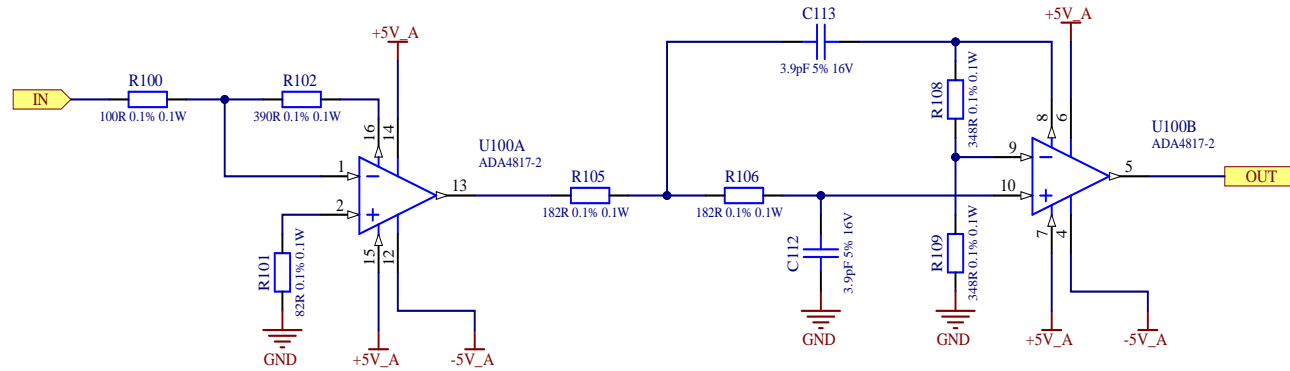 C113
3.9pF 5% 16V
+5V_A
+5V_A
IN
R100
100R 0.1% 0.1W
R102
390R 0.1% 0.1W
16
14
1
2
15
12
13
U100A
ADA4817-2
R101
82R 0.1% 0.1W
GND
+5V_A
-5V_A
R105
182R 0.1% 0.1W
R106
182R 0.1% 0.1W
C112
3.9pF 5% 16V
GND
R108
348R 0.1% 0.1W
R109
348R 0.1% 0.1W
GND
8
6
9
10
7
4
5
U100B
ADA4817-2
OUT
+5V_A
-5V_A